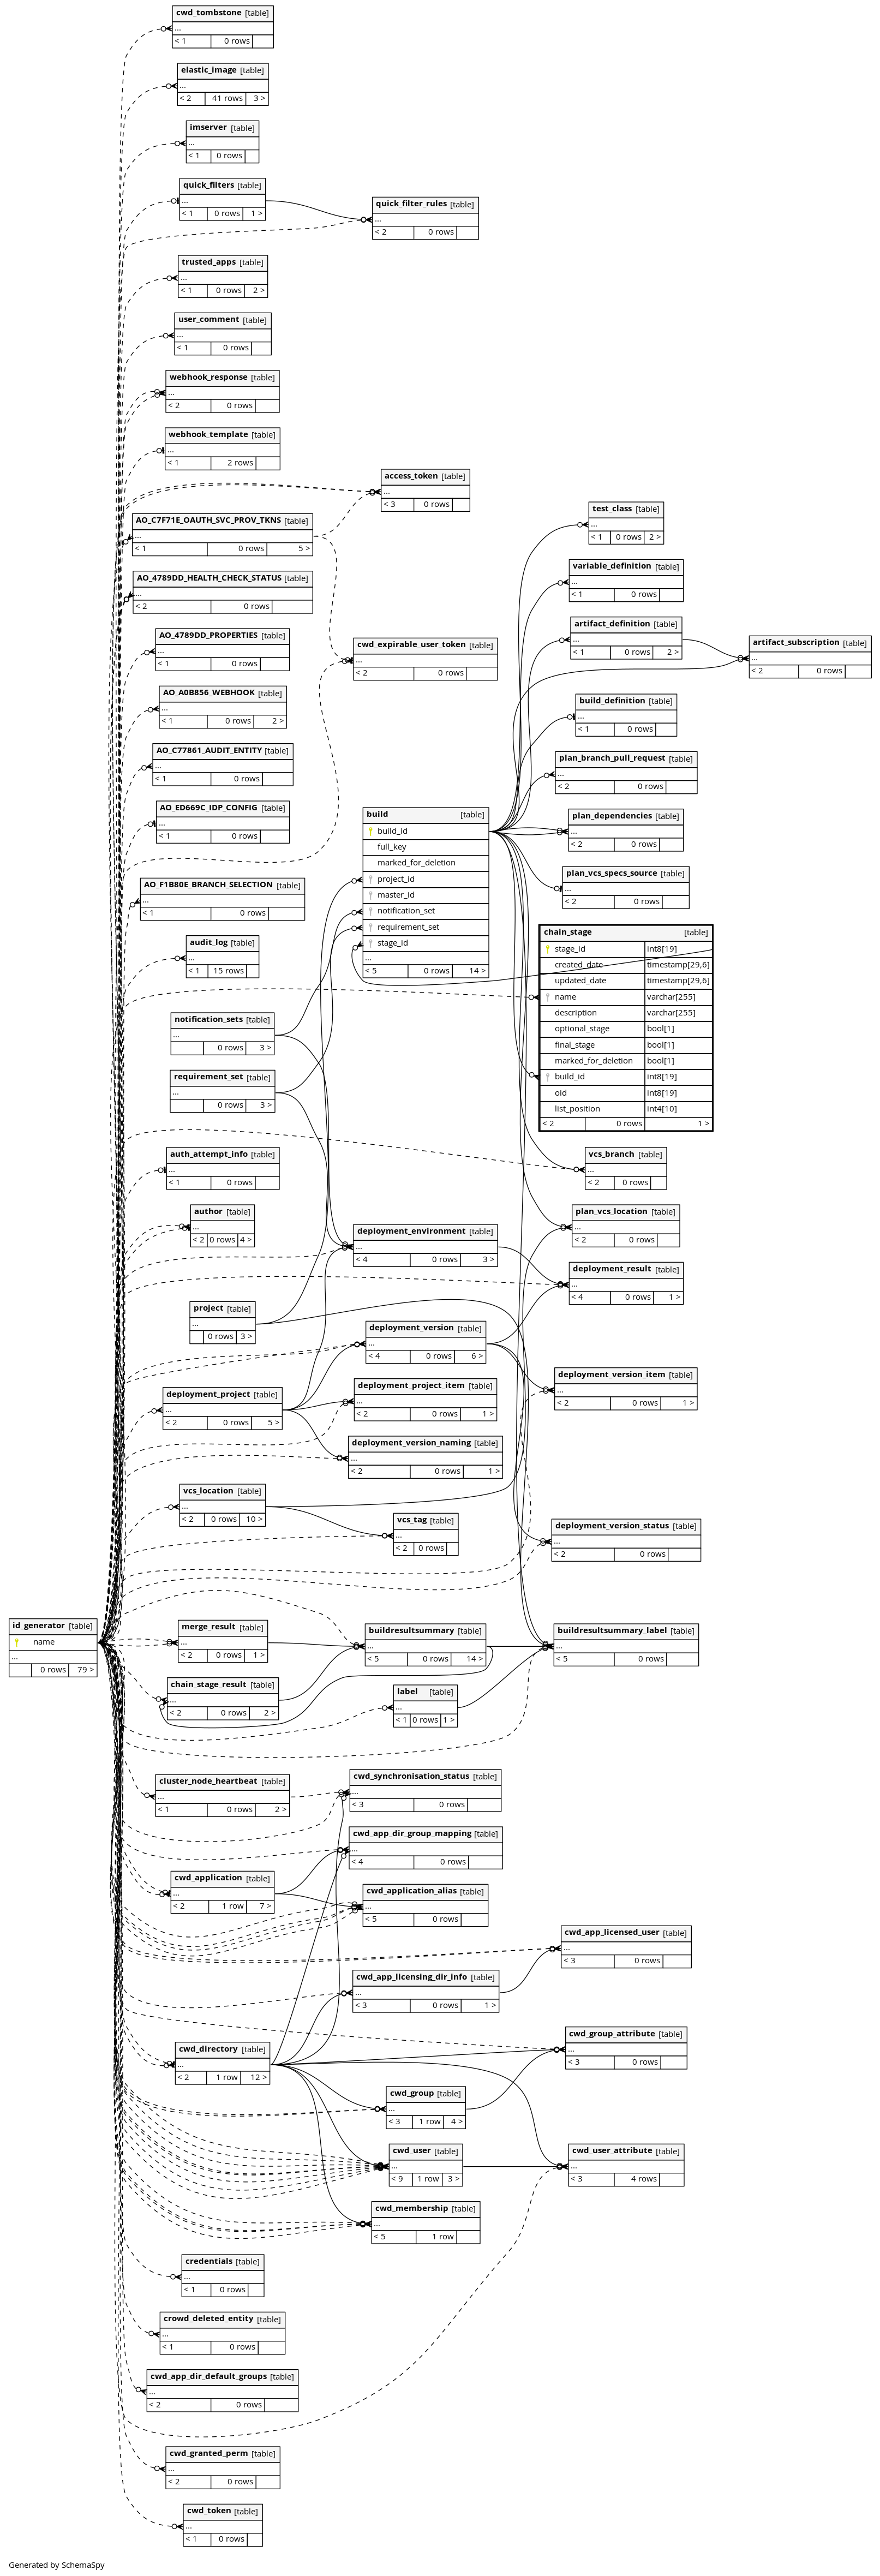 cwd_tombstone [table]
...
< 1 0 rows
elastic_image [table]
...
< 2 41 rows 3 >
imserver [table]
...
< 1 0 rows
quick_filters [table]
...
< 1 0 rows 1 >
quick_filter_rules [table]
...
< 2 0 rows
trusted_apps [table]
...
< 1 0 rows 2 >
user_comment [table]
...
< 1 0 rows
webhook_response [table]
...
< 2 0 rows
webhook_template [table]
...
< 1 2 rows
access_token [table]
...
< 3 0 rows
AO_C7F71E_OAUTH_SVC_PROV_TKNS [table]
...
< 1 0 rows 5 >
test_class [table]
...
< 1 0 rows 2 >
AO_4789DD_HEALTH_CHECK_STATUS [table]
...
< 2 0 rows
variable_definition [table]
...
< 1 0 rows
AO_4789DD_PROPERTIES [table]
...
< 1 0 rows
cwd_expirable_user_token [table]
...
< 2 0 rows
artifact_definition [table]
...
< 1 0 rows 2 >
artifact_subscription [table]
...
< 2 0 rows
AO_A0B856_WEBHOOK [table]
...
< 1 0 rows 2 >
build_definition [table]
...
< 1 0 rows
AO_C77861_AUDIT_ENTITY [table]
...
< 1 0 rows
plan_branch_pull_request [table]
...
< 2 0 rows
AO_ED669C_IDP_CONFIG [table]
...
< 1 0 rows
build [table]
build_id
full_key
marked_for_deletion
project_id
master_id
notification_set
requirement_set
stage_id
...
< 5 0 rows 14 >
plan_dependencies [table]
...
< 2 0 rows
plan_vcs_specs_source [table]
...
< 2 0 rows
AO_F1B80E_BRANCH_SELECTION [table]
...
< 1 0 rows
audit_log [table]
...
< 1 15 rows
chain_stage [table]
stage_id int8[19]
created_date timestamp[29,6]
updated_date timestamp[29,6]
name varchar[255]
description varchar[255]
optional_stage bool[1]
final_stage bool[1]
marked_for_deletion bool[1]
build_id int8[19]
oid int8[19]
list_position int4[10]
< 2 0 rows 1 >
notification_sets [table]
...
0 rows 3 >
requirement_set [table]
...
0 rows 3 >
auth_attempt_info [table]
...
< 1 0 rows
vcs_branch [table]
...
< 2 0 rows
author [table]
...
< 2 0 rows 4 >
plan_vcs_location [table]
...
< 2 0 rows
deployment_environment [table]
...
< 4 0 rows 3 >
deployment_result [table]
...
< 4 0 rows 1 >
project [table]
...
0 rows 3 >
deployment_version [table]
...
< 4 0 rows 6 >
deployment_version_item [table]
...
< 2 0 rows 1 >
deployment_project [table]
...
< 2 0 rows 5 >
deployment_project_item [table]
...
< 2 0 rows 1 >
deployment_version_naming [table]
...
< 2 0 rows 1 >
vcs_location [table]
...
< 2 0 rows 10 >
vcs_tag [table]
...
< 2 0 rows
deployment_version_status [table]
...
< 2 0 rows
id_generator [table]
name
...
0 rows 79 >
merge_result [table]
...
< 2 0 rows 1 >
buildresultsummary [table]
...
< 5 0 rows 14 >
buildresultsummary_label [table]
...
< 5 0 rows
chain_stage_result [table]
...
< 2 0 rows 2 >
label [table]
...
< 1 0 rows 1 >
cluster_node_heartbeat [table]
...
< 1 0 rows 2 >
cwd_synchronisation_status [table]
...
< 3 0 rows
cwd_app_dir_group_mapping [table]
...
< 4 0 rows
cwd_application [table]
...
< 2 1 row 7 >
cwd_application_alias [table]
...
< 5 0 rows
cwd_app_licensed_user [table]
...
< 3 0 rows
cwd_app_licensing_dir_info [table]
...
< 3 0 rows 1 >
cwd_group_attribute [table]
...
< 3 0 rows
cwd_directory [table]
...
< 2 1 row 12 >
cwd_group [table]
...
< 3 1 row 4 >
cwd_user [table]
...
< 9 1 row 3 >
cwd_user_attribute [table]
...
< 3 4 rows
cwd_membership [table]
...
< 5 1 row
credentials [table]
...
< 1 0 rows
crowd_deleted_entity [table]
...
< 1 0 rows
cwd_app_dir_default_groups [table]
...
< 2 0 rows
cwd_granted_perm [table]
...
< 2 0 rows
cwd_token [table]
...
< 1 0 rows
Generated by SchemaSpy